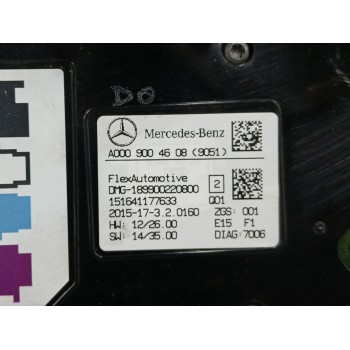 DO
Mercedes-Benz
A000 900 46 08 (9051)
FlexAutomotive
DMG-189900220800 2
151641177633 Q01
2015-17-3.2.0160 ZGS: 001
HW: 12/26.00 E15 F1
SW: 14/35.00 DIAG: 7006